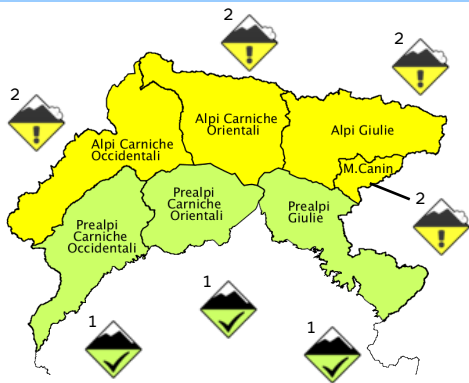 2
2
2
Alpi Carniche
Orientali
Alpi Giulie
Alpi Carniche
Occidentali
M.Canin
2
Prealpi
Carniche
Orientali
Prealpi
Giulie
Prealpi
Carniche
Occidentali
1
1
1